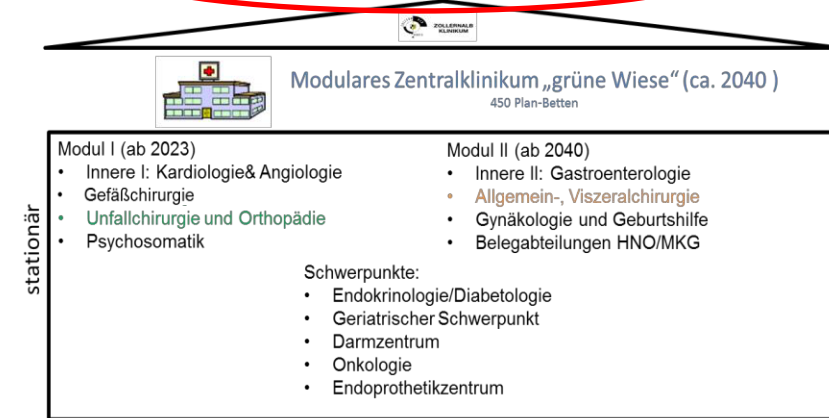 ZOLLERNALB
KLINIKUM
Modulares Zentralklinikum „grüne Wiese“ (ca. 2040 )
450 Plan-Betten
stationär
Modul I (ab 2023)
• Innere I: Kardiologie& Angiologie
• Gefäßchirurgie
• Unfallchirurgie und Orthopädie
• Psychosomatik
Modul II (ab 2040)
• Innere II: Gastroenterologie
• Allgemein-, Viszeralchirurgie
• Gynäkologie und Geburtshilfe
• Belegabteilungen HNO/MKG
Schwerpunkte:
• Endokrinologie/Diabetologie
• Geriatrischer Schwerpunkt
• Darmzentrum
• Onkologie
• Endoprothetikzentrum